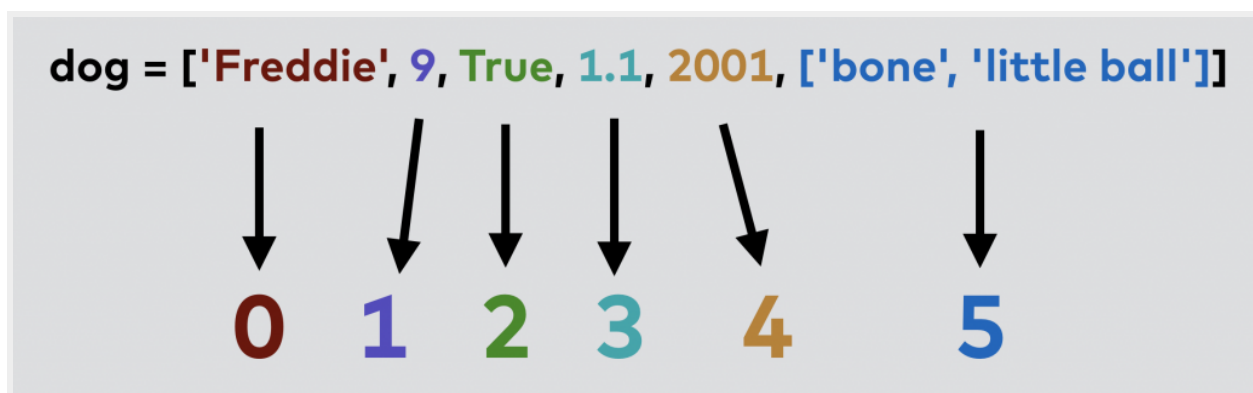 dog = ['Freddie', 9, True, 1.1, 2001, ['bone', 'little ball']]
0 1 2 3 4 5